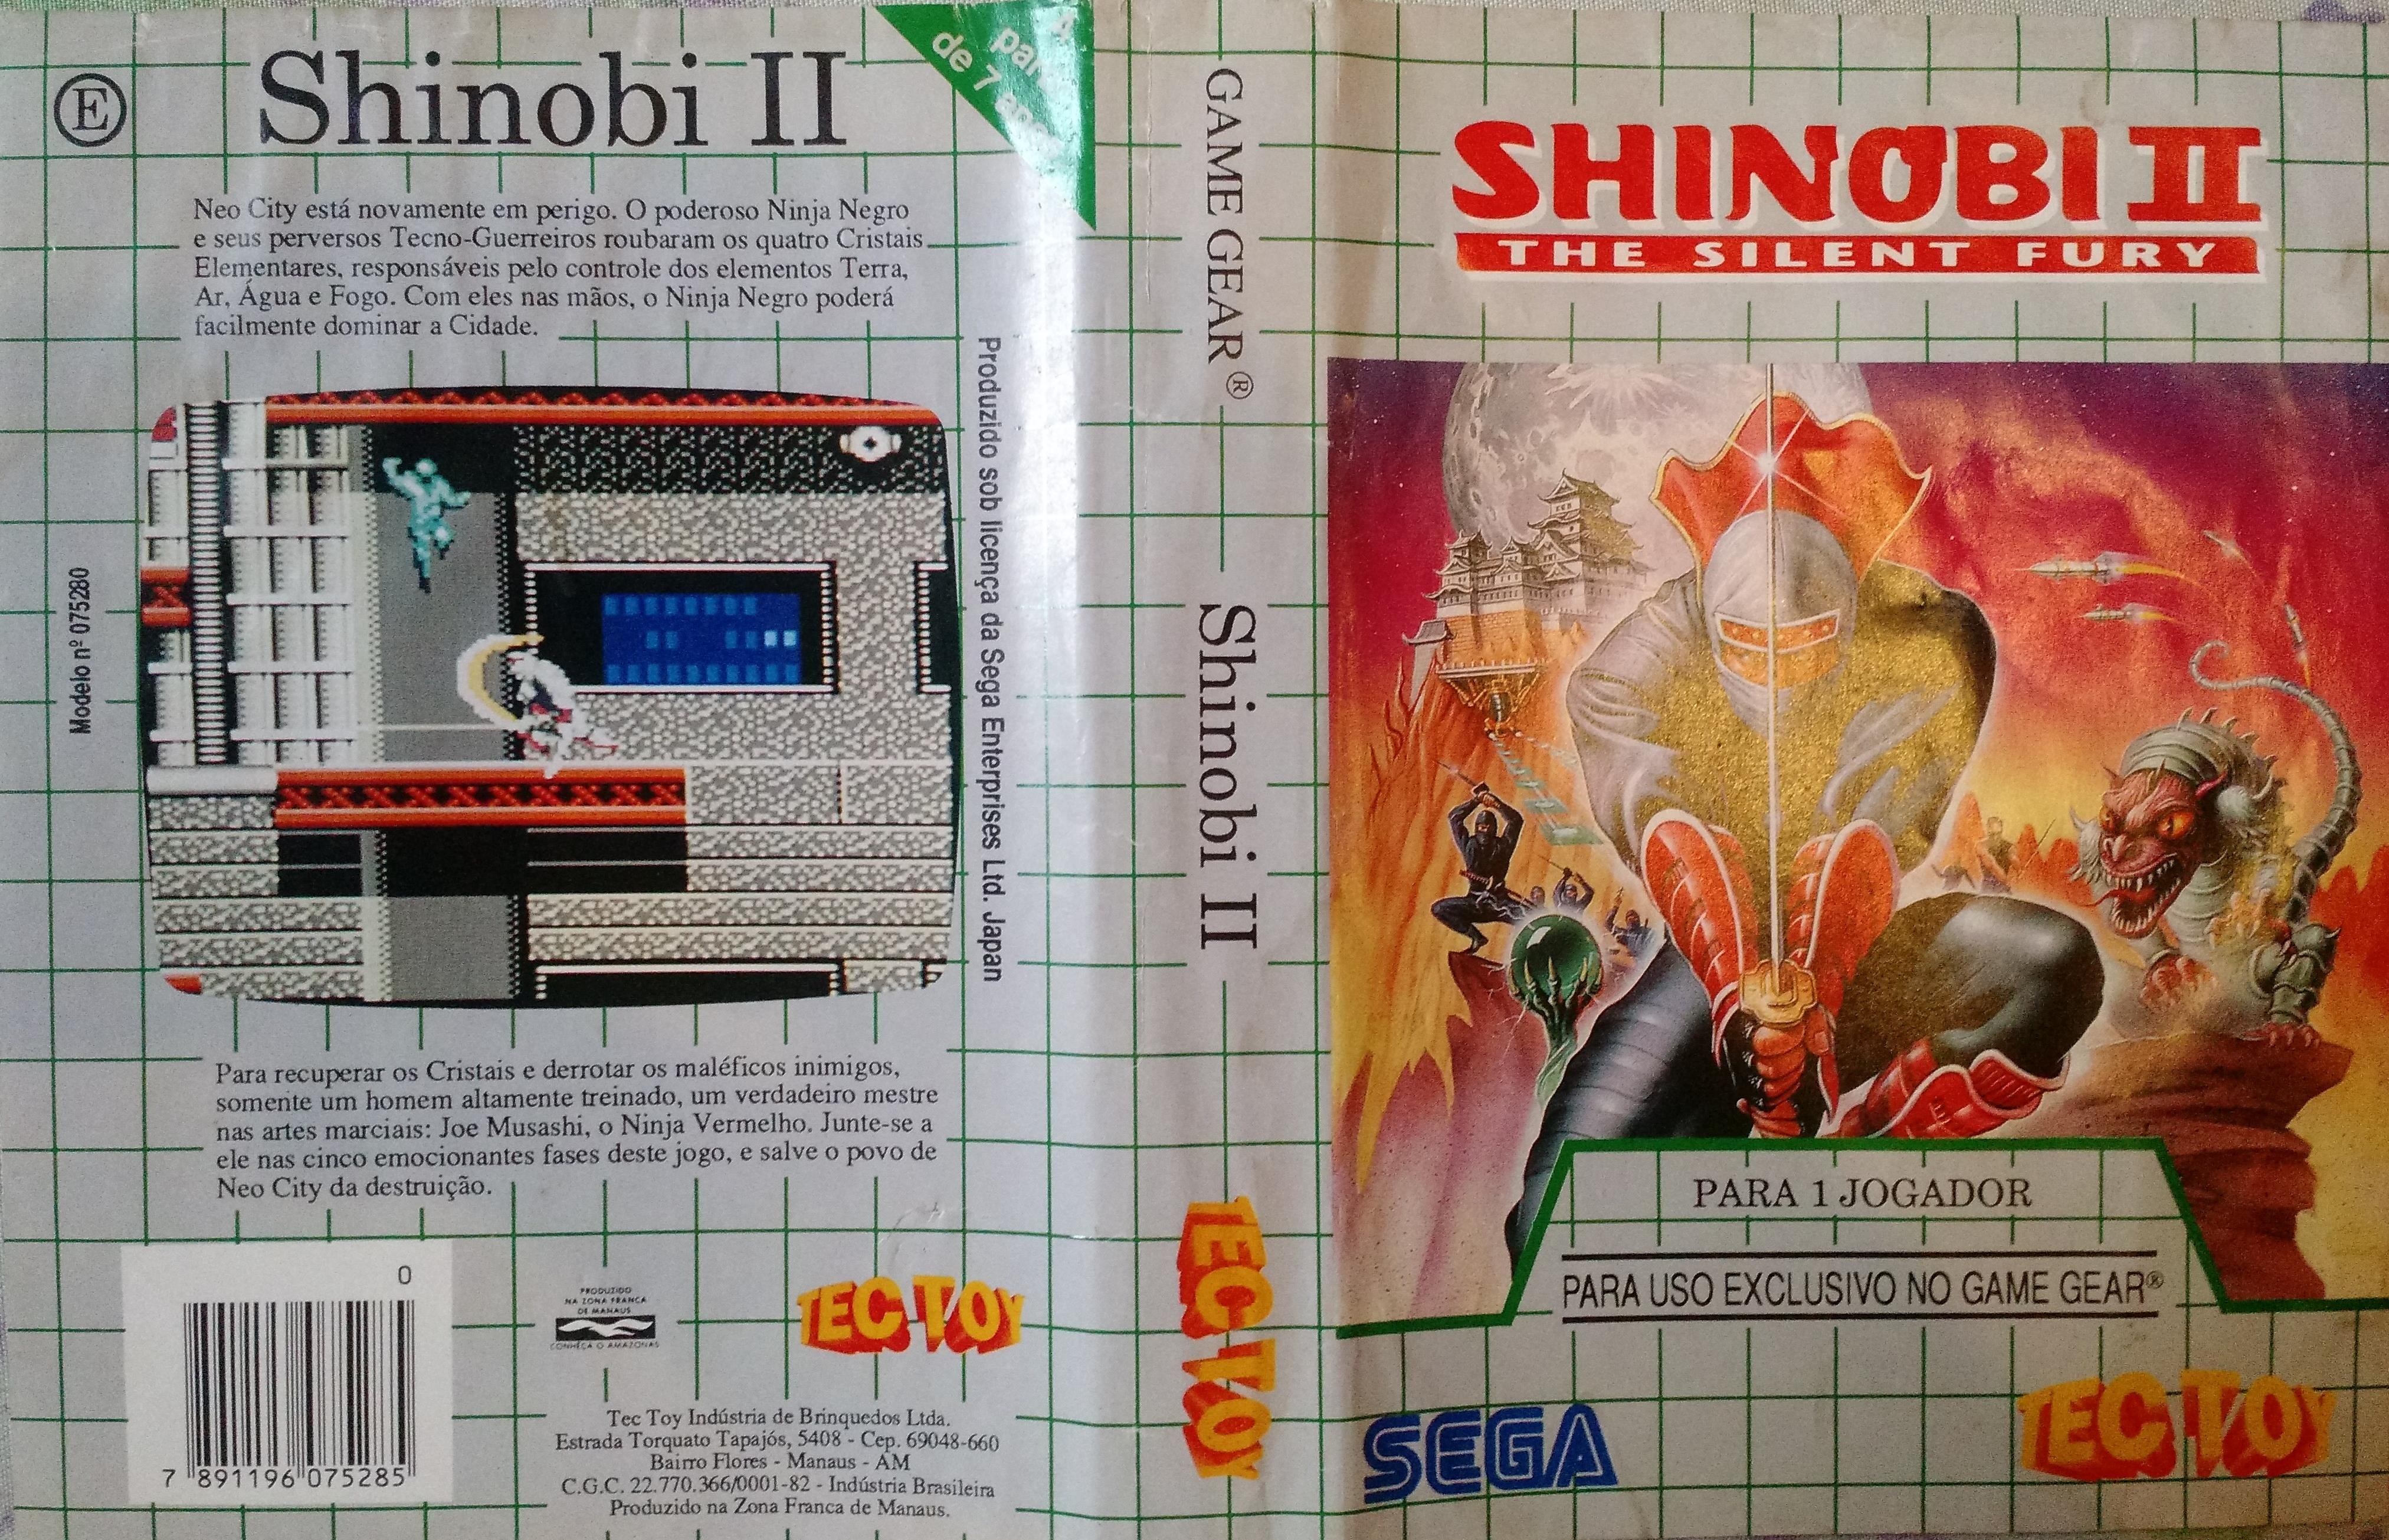 Ⓔ
Shinobi II
para
de 7 anos
Neo City está novamente em perigo. O poderoso Ninja Negro
e seus perversos Tecno-Guerreiros roubaram os quatro Cristais
Elementares, responsáveis pelo controle dos elementos Terra,
Ar, Água e Fogo. Com eles nas mãos, o Ninja Negro poderá
facilmente dominar a Cidade.
Modelo nº 075280
Produzido sob licença da Sega Enterprises Ltd. Japan
Para recuperar os Cristais e derrotar os maléficos inimigos,
somente um homem altamente treinado, um verdadeiro mestre
nas artes marciais: Joe Musashi, o Ninja Vermelho. Junte-se a
ele nas cinco emocionantes fases deste jogo, e salve o povo de
Neo City da destruição.
0
7 891196 075285
PRODUZIDO
NA ZONA FRANCA
DE MANAUS
CONHEÇA O AMAZONAS
TEC TOY
Tec Toy Indústria de Brinquedos Ltda.
Estrada Torquato Tapajós, 5408 - Cep. 69048-660
Bairro Flores - Manaus - AM
C.G.C. 22.770.366/0001-82 - Indústria Brasileira
Produzido na Zona Franca de Manaus.
GAME GEAR®
Shinobi II
TEC TOY
SHINOBI II
THE SILENT FURY
PARA 1 JOGADOR
PARA USO EXCLUSIVO NO GAME GEAR®
SEGA
TEC TOY